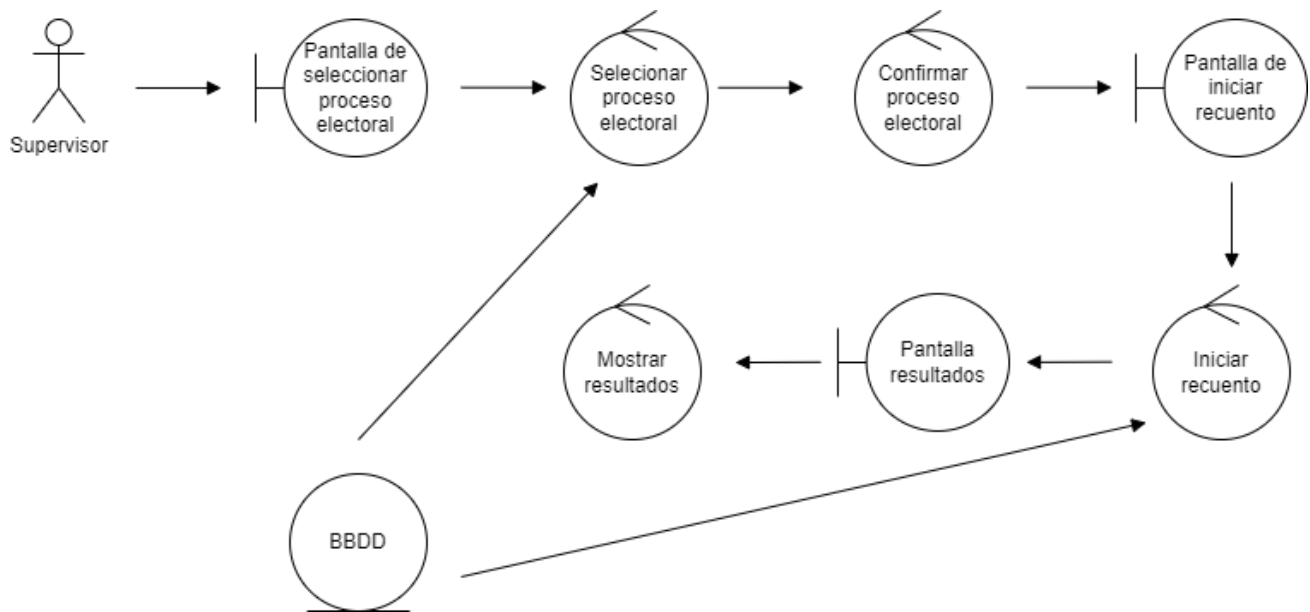 Supervisor
Pantalla de
seleccionar
proceso
electoral
Selecionar
proceso
electoral
Confirmar
proceso
electoral
Pantalla de
iniciar
recuento
Mostrar
resultados
Pantalla
resultados
Iniciar
recuento
BBDD